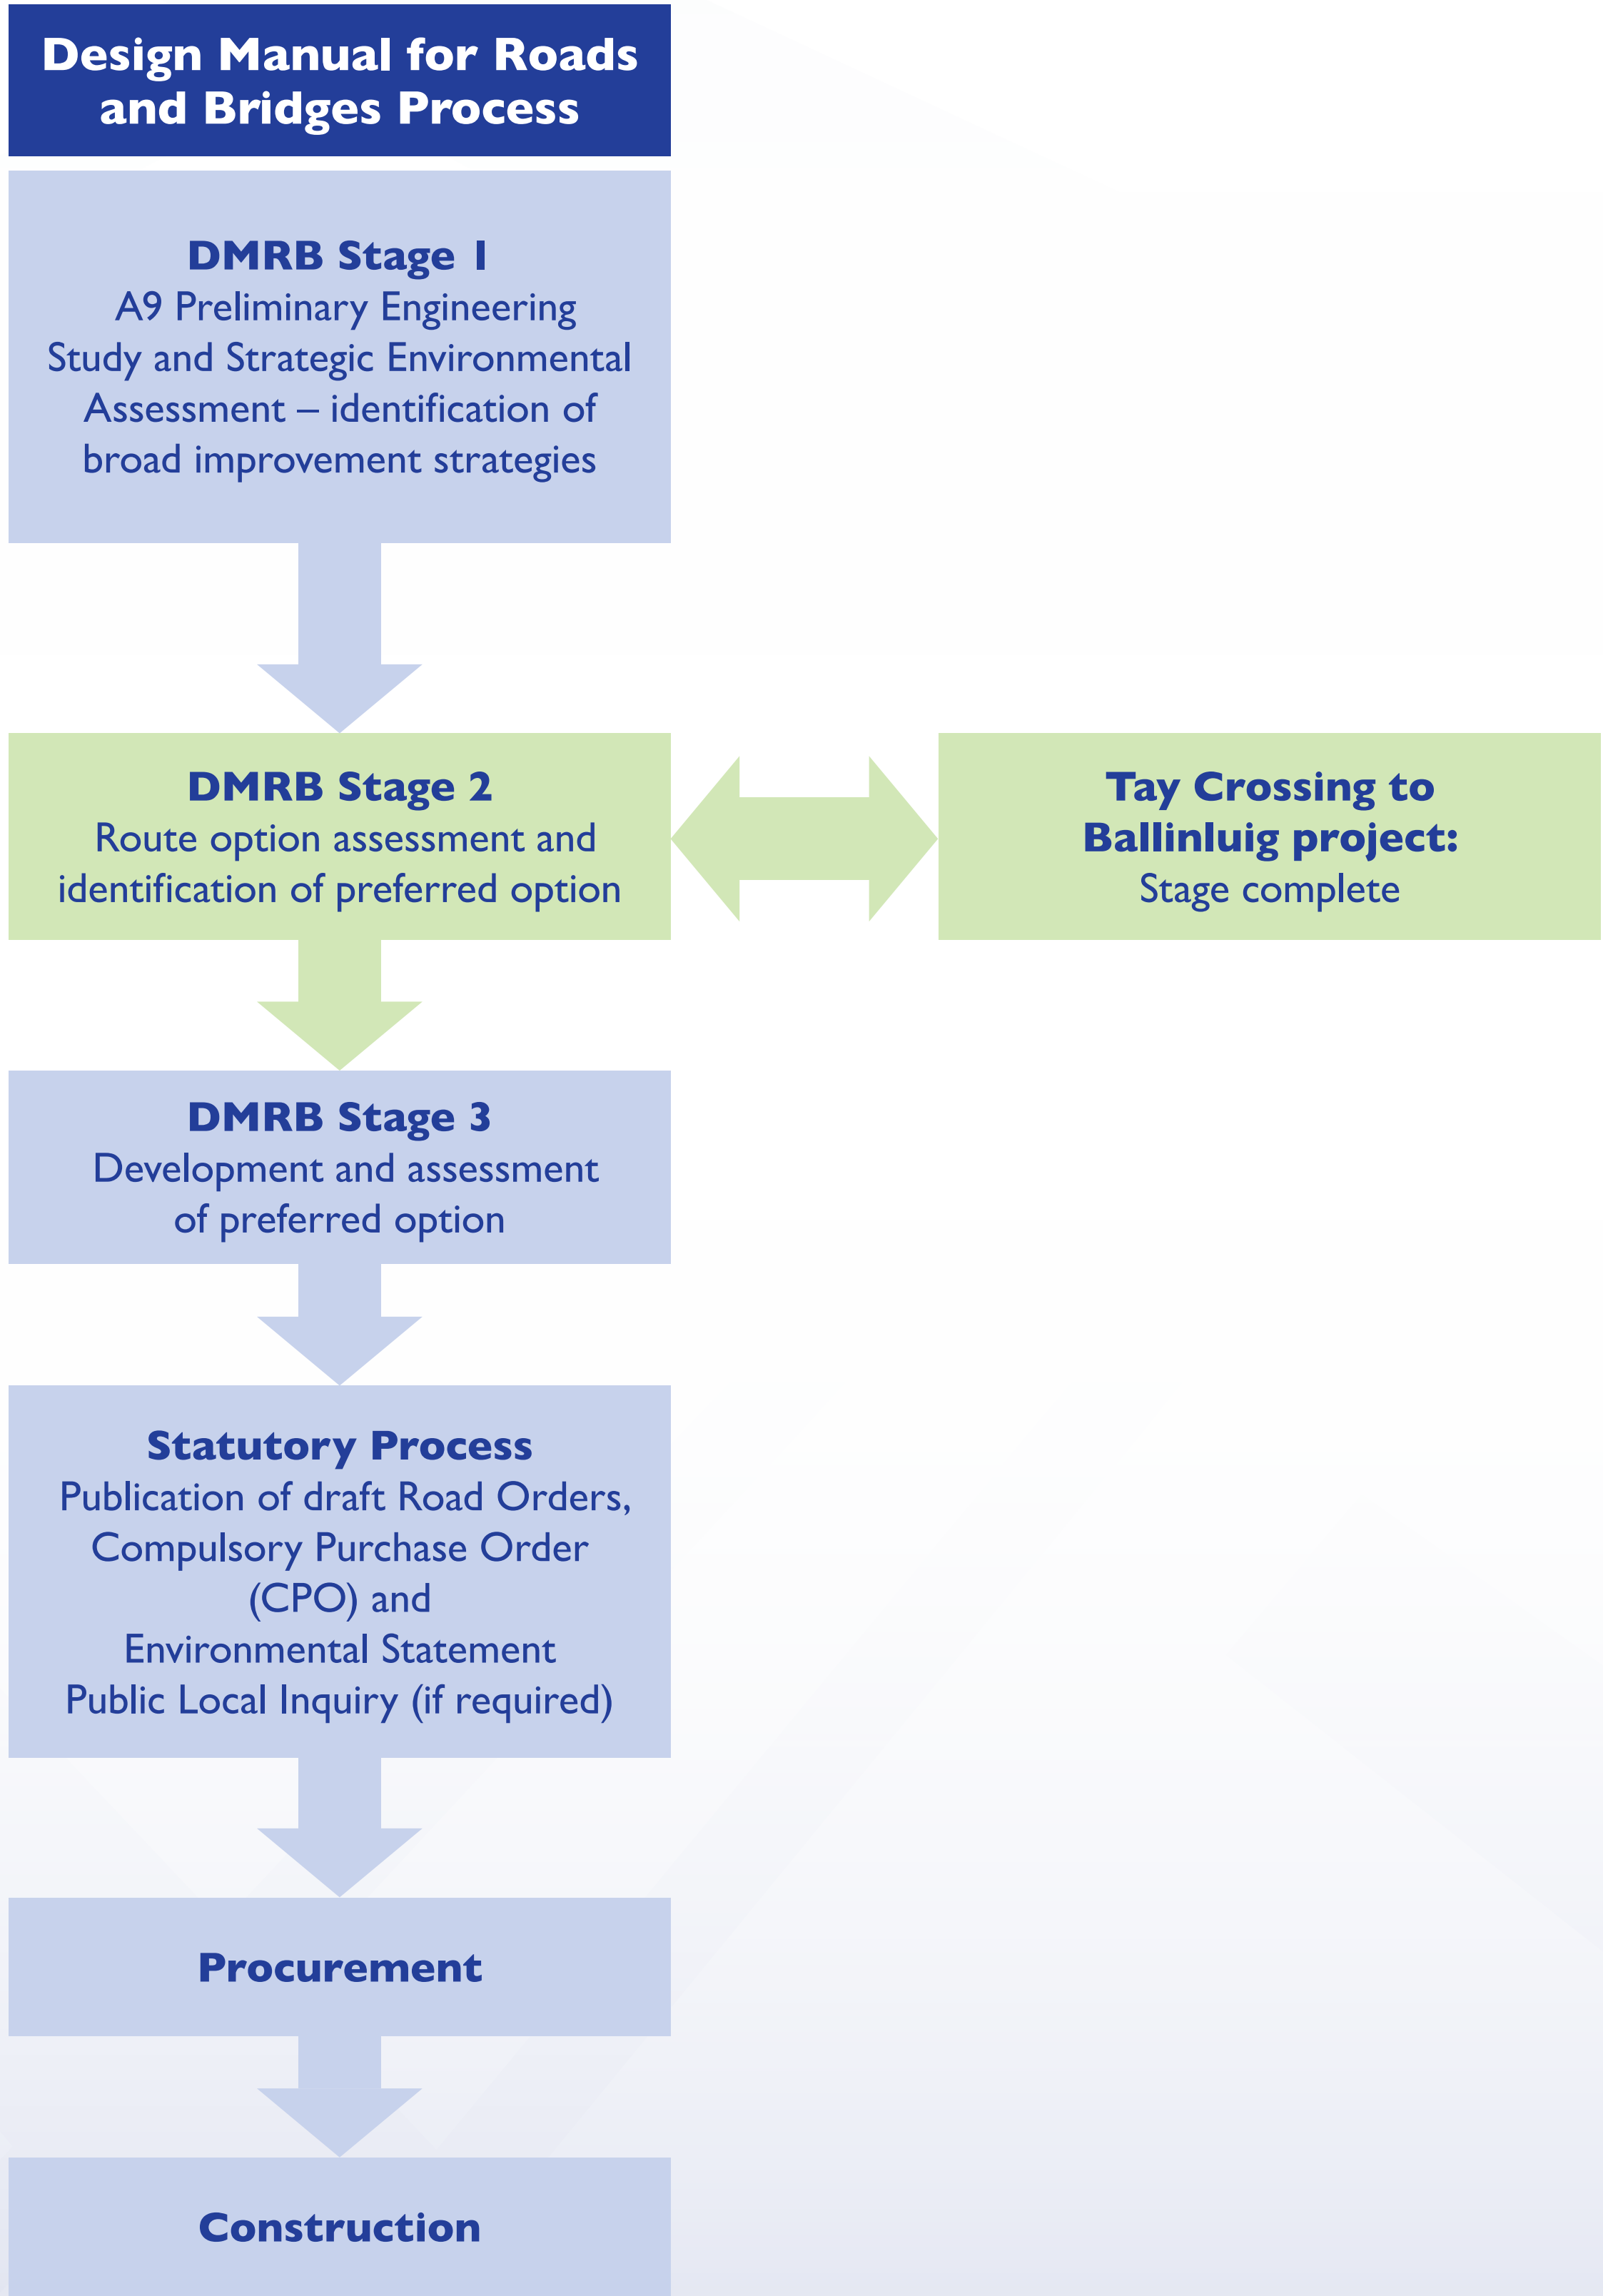 Design Manual for Roads
and Bridges Process
DMRB Stage 1
A9 Preliminary Engineering
Study and Strategic Environmental
Assessment – identification of
broad improvement strategies
DMRB Stage 2
Route option assessment and
identification of preferred option
Tay Crossing to
Ballinluig project:
Stage complete
DMRB Stage 3
Development and assessment
of preferred option
Statutory Process
Publication of draft Road Orders,
Compulsory Purchase Order
(CPO) and
Environmental Statement
Public Local Inquiry (if required)
Procurement
Construction